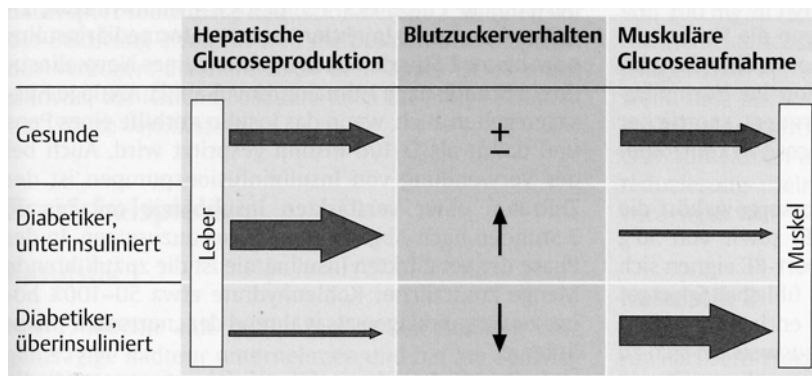 Hepatische
Glucoseproduktion
Blutzuckerverhalten
Muskuläre
Glucoseaufnahme
Gesunde
±
Diabetiker,
unterinsuliniert
Diabetiker,
überinsuliniert
Leber
Muskel